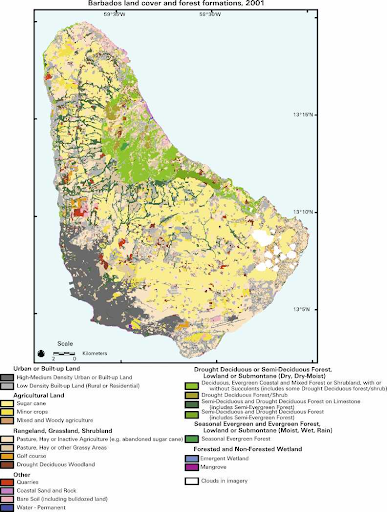 Barbados land cover and forest formations, 2001
59°30'W
59°30'W
13°15'N
13°10'N
13°5'N
Scale
2 0 2 Kilometers
Urban or Built-up Land
High-Medium Density Urban or Built-up Land
Low Density Built-up Land (Rural or Residential)
Agricultural Land
Sugar cane
Minor crops
Mixed and Woody agriculture
Rangeland, Grassland, Shrubland
Pasture, Hay or Inactive Agriculture (e.g. abandoned sugar cane)
Pasture, Hay or other Grassy Areas
Golf course
Drought Deciduous Woodland
Other
Quarries
Coastal Sand and Rock
Bare Soil (including bulldozed land)
Water - Permanent
Drought Deciduous or Semi-Deciduous Forest,
Lowland or Submontane (Dry, Dry-Moist)
Deciduous, Evergreen Coastal and Mixed Forest or Shrubland, with or
without Succulents (includes some Drought Deciduous forest/shrub)
Drought Deciduous Forest/Shrub
Semi-Deciduous and Drought Deciduous Forest on Limestone
(includes Semi-Evergreen Forest)
Semi-Deciduous and Drought Deciduous Forest
(includes Semi-Evergreen Forest)
Seasonal Evergreen and Evergreen Forest,
Lowland or Submontane (Moist, Wet, Rain)
Seasonal Evergreen Forest
Forested and Non-Forested Wetland
Emergent Wetland
Mangrove
Clouds in imagery